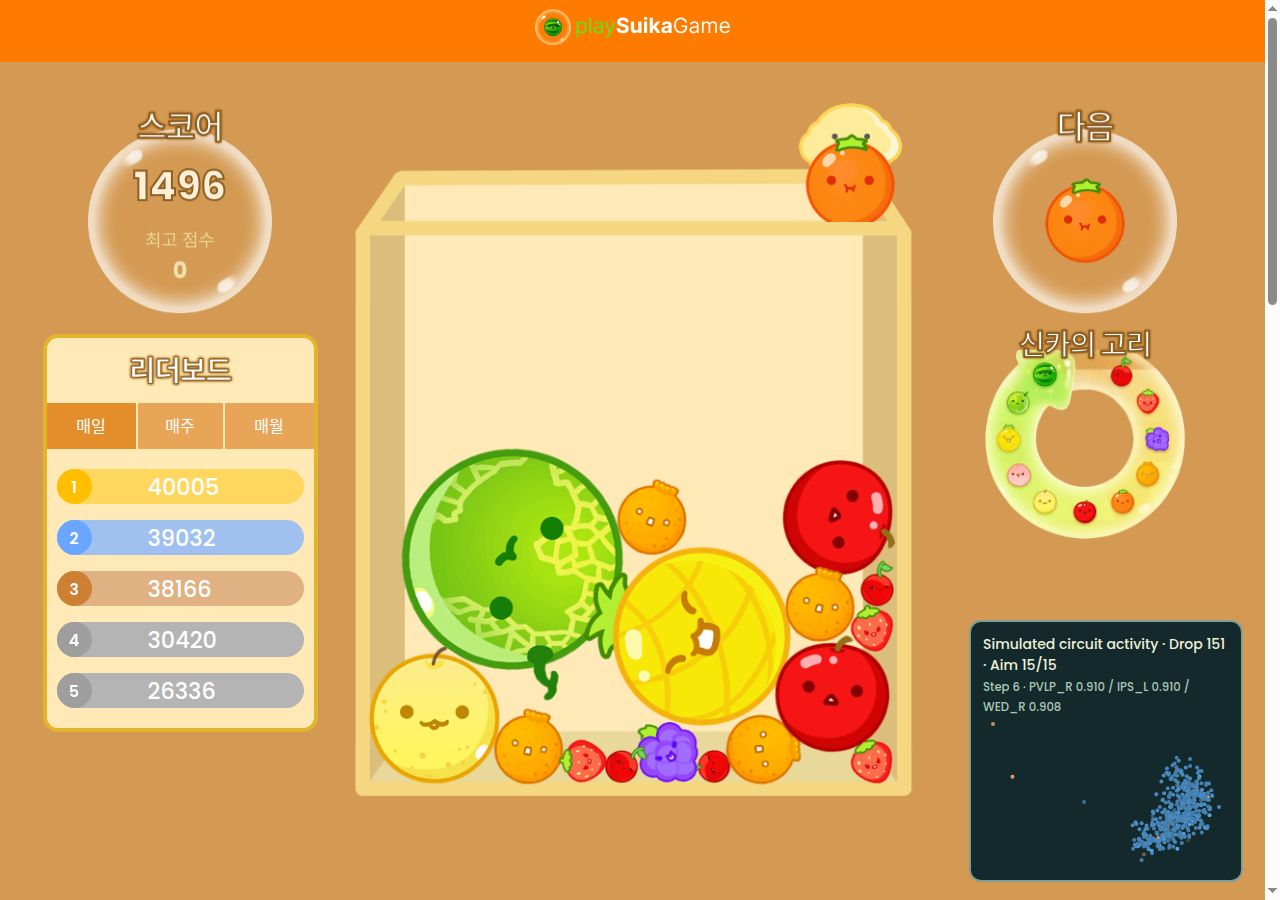 playSuikaGame
스코어
1496
최고 점수
0
다음
신카의 고리
리더보드
매일 매주 매월
1 40005
2 39032
3 38166
4 30420
5 26336
Simulated circuit activity · Drop 151
· Aim 15/15
Step 6 · PVLP_R 0.910 / IPS_L 0.910 /
WED_R 0.908